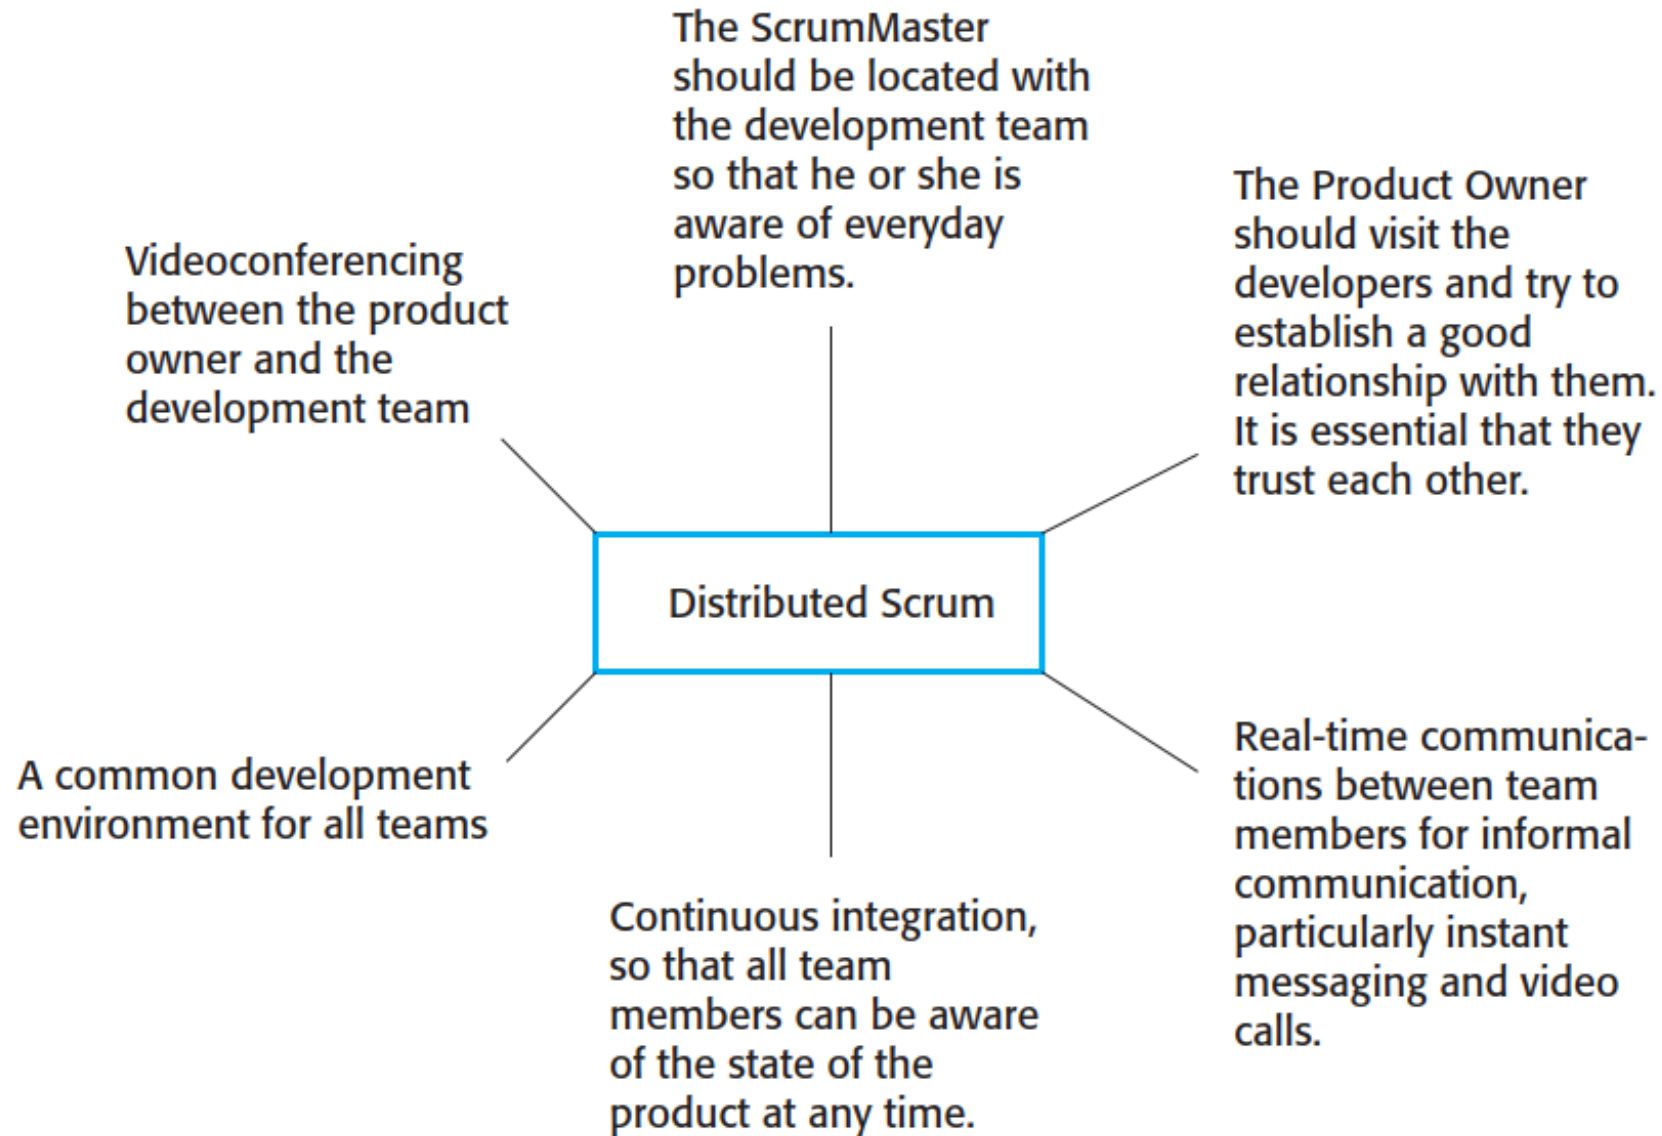 The ScrumMaster
should be located with
the development team
so that he or she is
aware of everyday
problems.
The Product Owner
should visit the
developers and try to
establish a good
relationship with them.
It is essential that they
trust each other.
Videoconferencing
between the product
owner and the
development team
Distributed Scrum
A common development
environment for all teams
Real-time communica-
tions between team
members for informal
communication,
particularly instant
messaging and video
calls.
Continuous integration,
so that all team
members can be aware
of the state of the
product at any time.